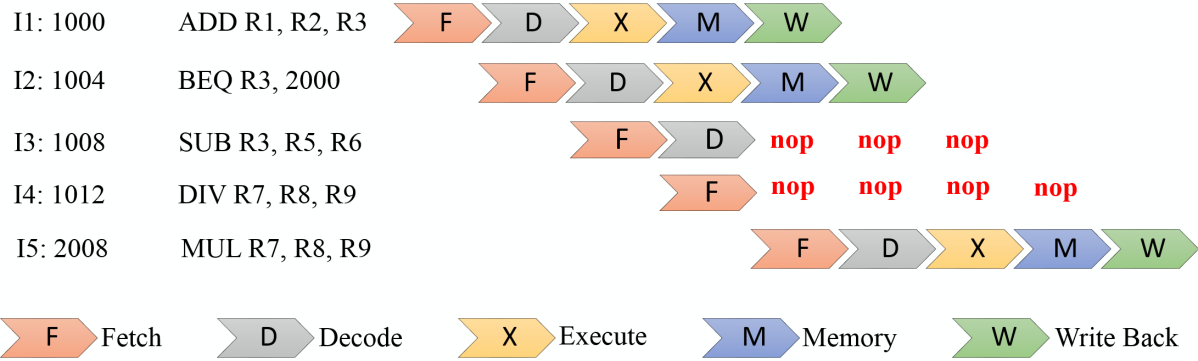 I1: 1000 ADD R1, R2, R3 F D X M W
I2: 1004 BEQ R3, 2000 F D X M W
I3: 1008 SUB R3, R5, R6 F D nop nop nop
I4: 1012 DIV R7, R8, R9 F nop nop nop nop
I5: 2008 MUL R7, R8, R9 F D X M W
F Fetch D Decode X Execute M Memory W Write Back